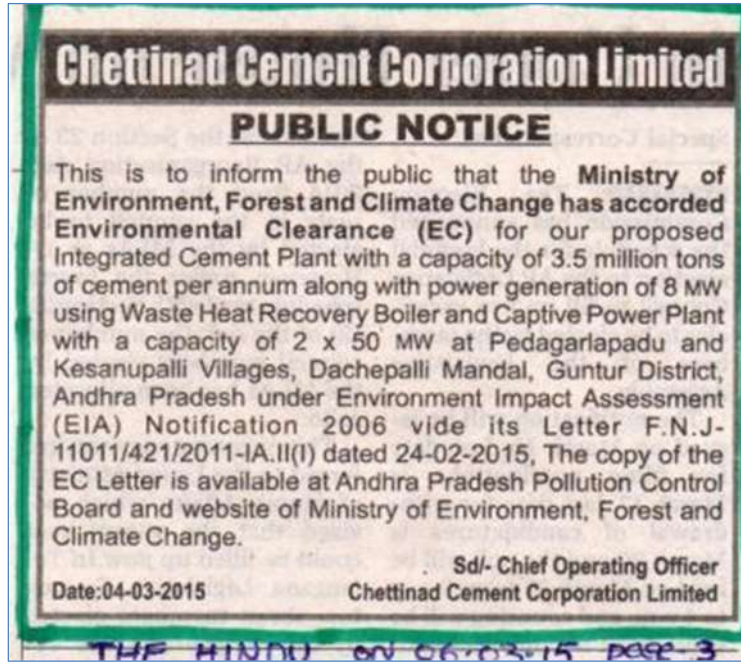 Chettinad Cement Corporation Limited
PUBLIC NOTICE
This is to inform the public that the Ministry of
Environment, Forest and Climate Change has accorded
Environmental Clearance (EC) for our proposed
Integrated Cement Plant with a capacity of 3.5 million tons
of cement per annum along with power generation of 8 MW
using Waste Heat Recovery Boiler and Captive Power Plant
with a capacity of 2 x 50 MW at Pedagarlapadu and
Kesanupalli Villages, Dachepalli Mandal, Guntur District,
Andhra Pradesh under Environment Impact Assessment
(EIA) Notification 2006 vide its Letter F.N.J-
11011/421/2011-IA.II(I) dated 24-02-2015, The copy of the
EC Letter is available at Andhra Pradesh Pollution Control
Board and website of Ministry of Environment, Forest and
Climate Change.
Sd/- Chief Operating Officer
Date:04-03-2015 Chettinad Cement Corporation Limited
THE HINDU ON 06-03-15 page-3